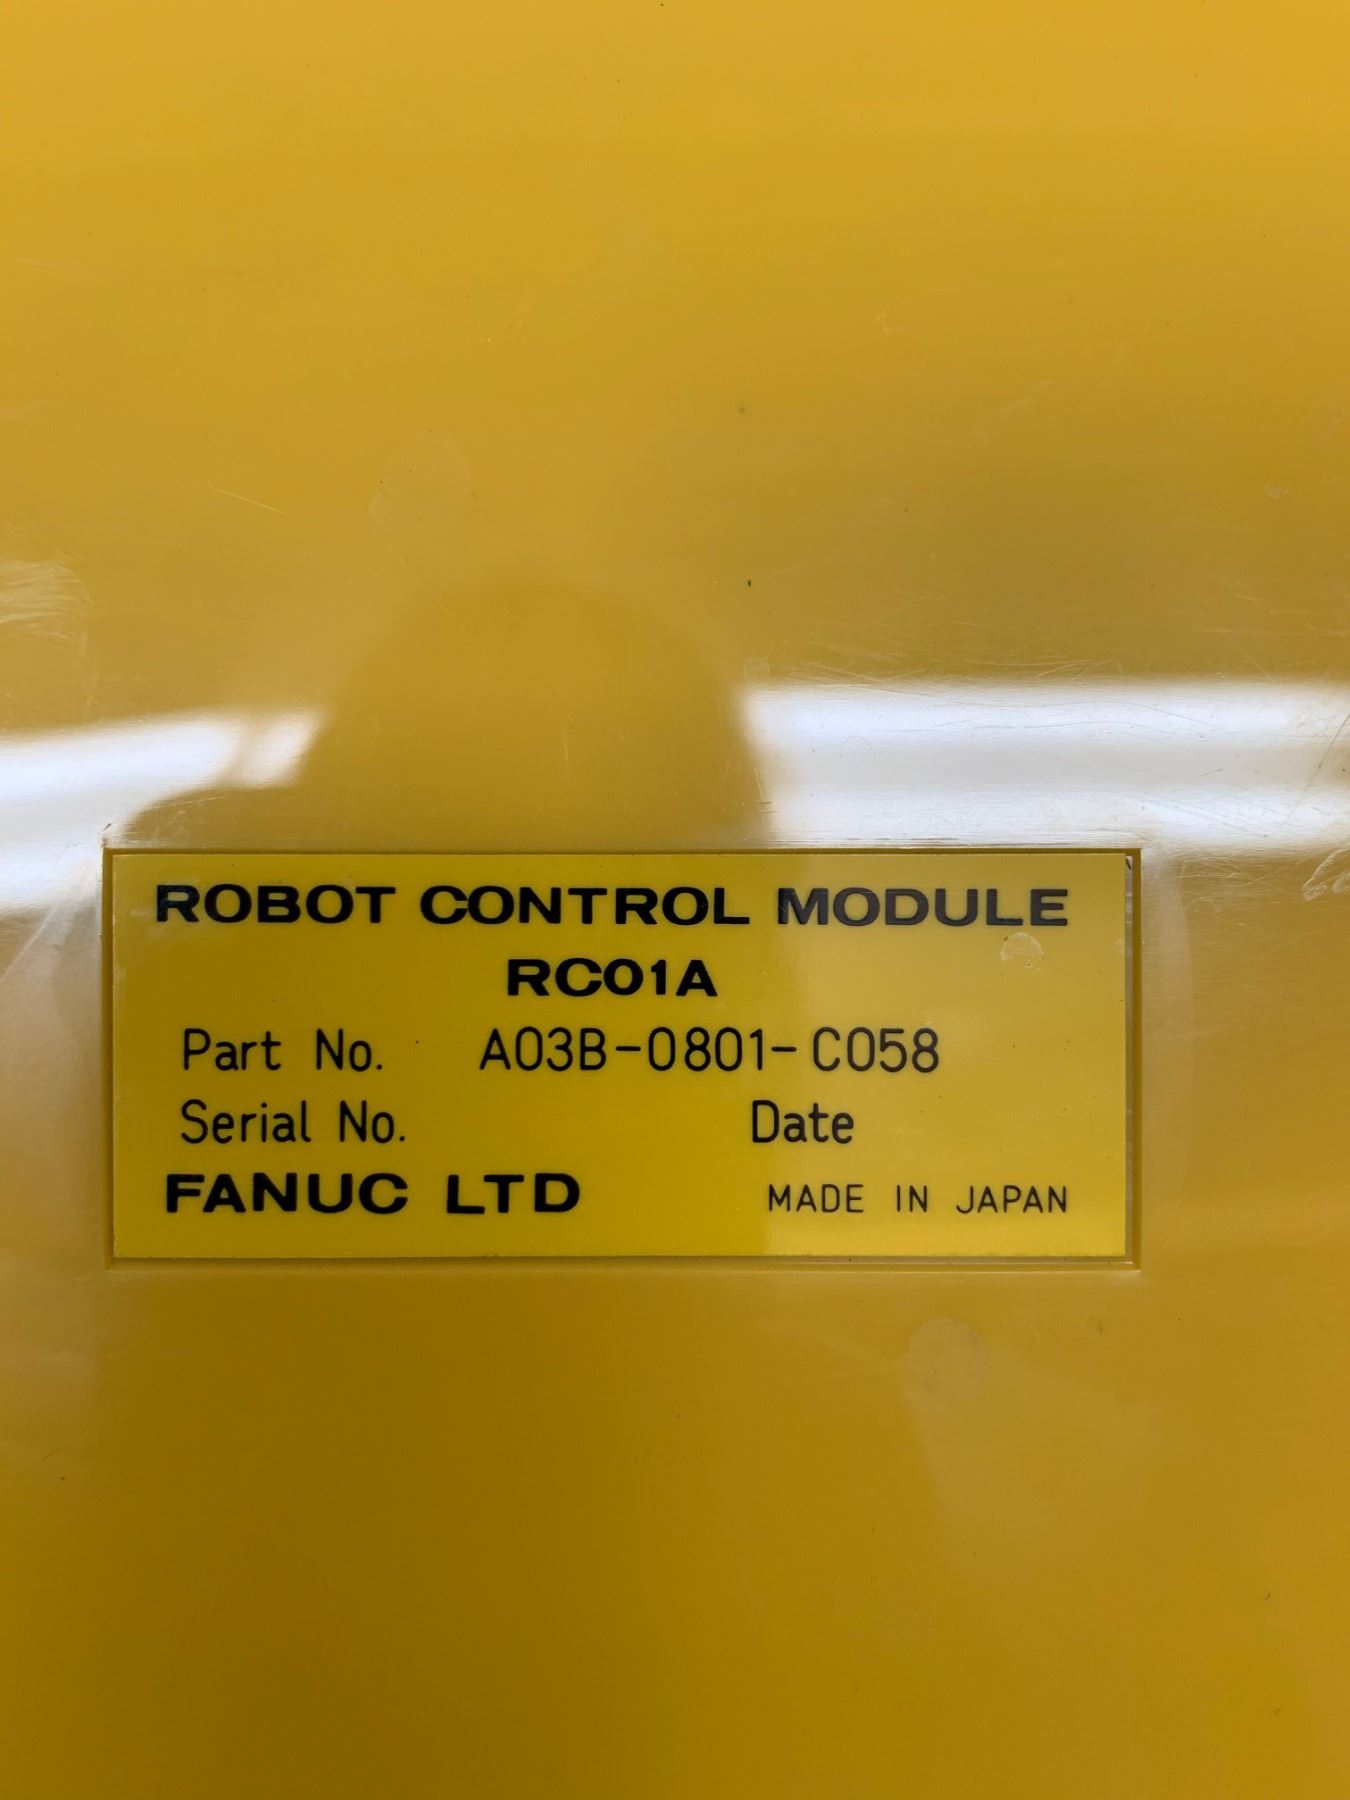 ROBOT CONTROL MODULE
RC01A
Part No. A03B-0801-C058
Serial No. Date
FANUC LTD MADE IN JAPAN